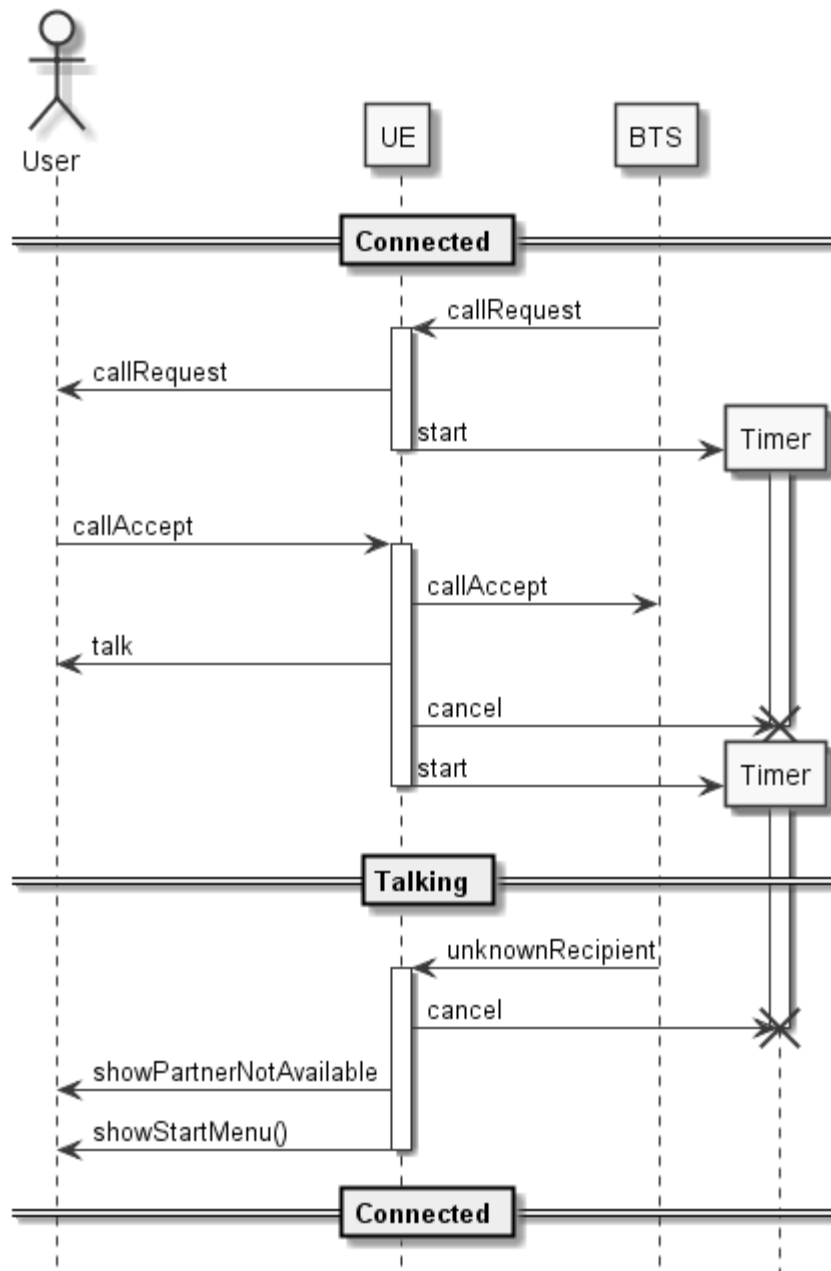 User
UE
BTS
Connected
callRequest
callRequest
start
Timer
callAccept
callAccept
talk
cancel
start
Timer
Talking
unknownRecipient
cancel
showPartnerNotAvailable
showStartMenu()
Connected